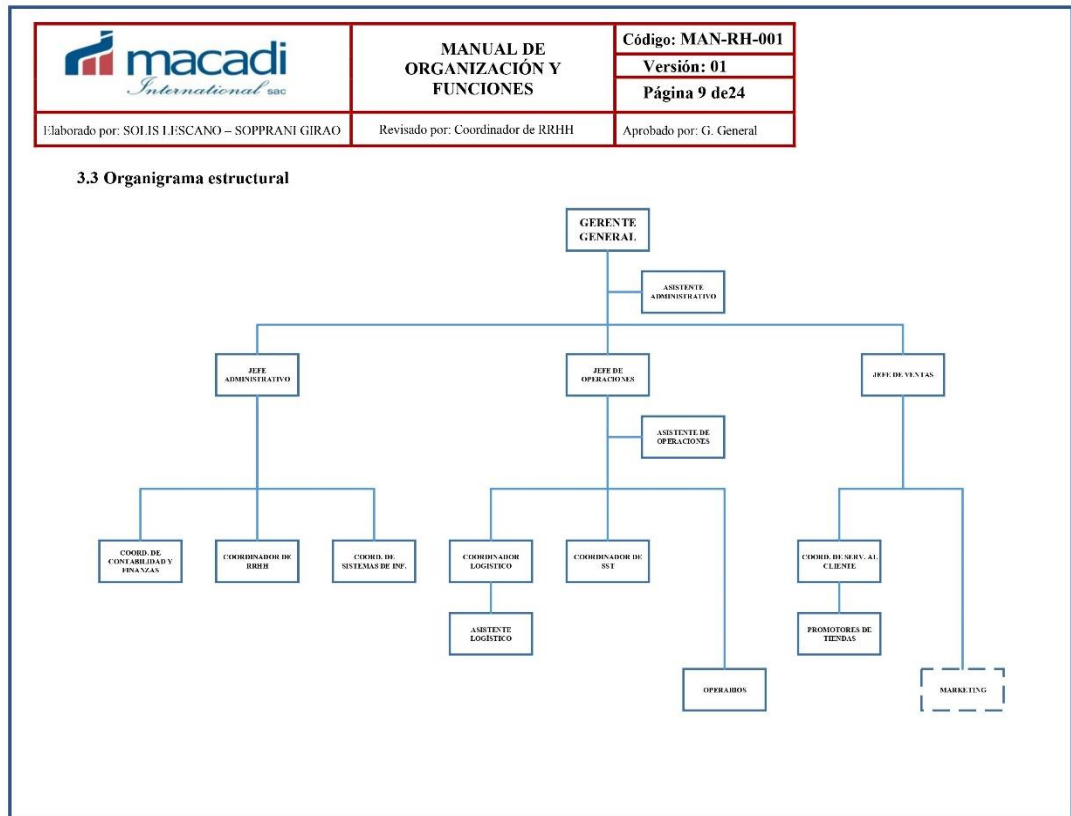 macadi
International sac
MANUAL DE
ORGANIZACIÓN Y
FUNCIONES
Código: MAN-RH-001
Versión: 01
Página 9 de24
Elaborado por: SOLIS LESCANO – SOPPRANI GIRAO
Revisado por: Coordinador de RRHH
Aprobado por: G. General
3.3 Organigrama estructural
GERENTE
GENERAL
ASISTENTE
ADMINISTRATIVO
JEFE
ADMINISTRATIVO
JEFE DE
OPERACIONES
JEFE DE VENTAS
ASISTENTE DE
OPERACIONES
COORD. DE
CONTABILIDAD Y
FINANZAS
COORDINADOR DE
RRHH
COORD. DE
SISTEMAS DE INF.
COORDINADOR
LOGISTICO
COORDINADOR DE
SST
COORD. DE SERV. AL
CLIENTE
ASISTENTE
LOGÍSTICO
PROMOTORES DE
TIENDAS
OPERARIOS
MARKETING